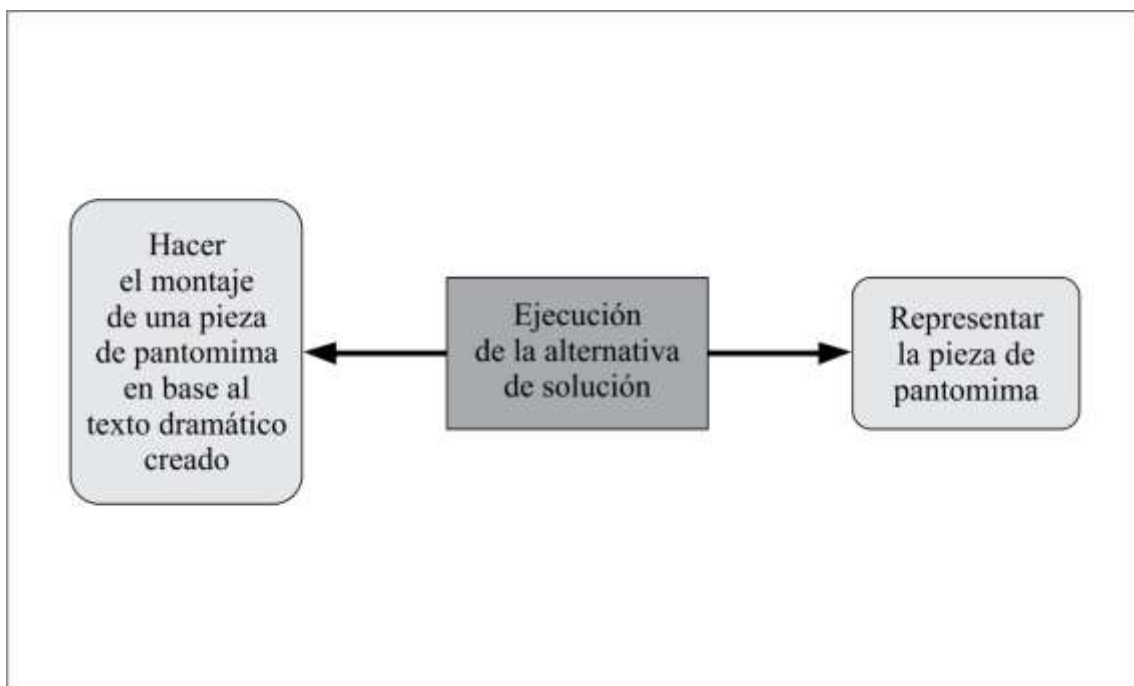 Hacer
el montaje
de una pieza
de pantomima
en base al
texto dramático
creado
Ejecución
de la alternativa
de solución
Representar
la pieza de
pantomima